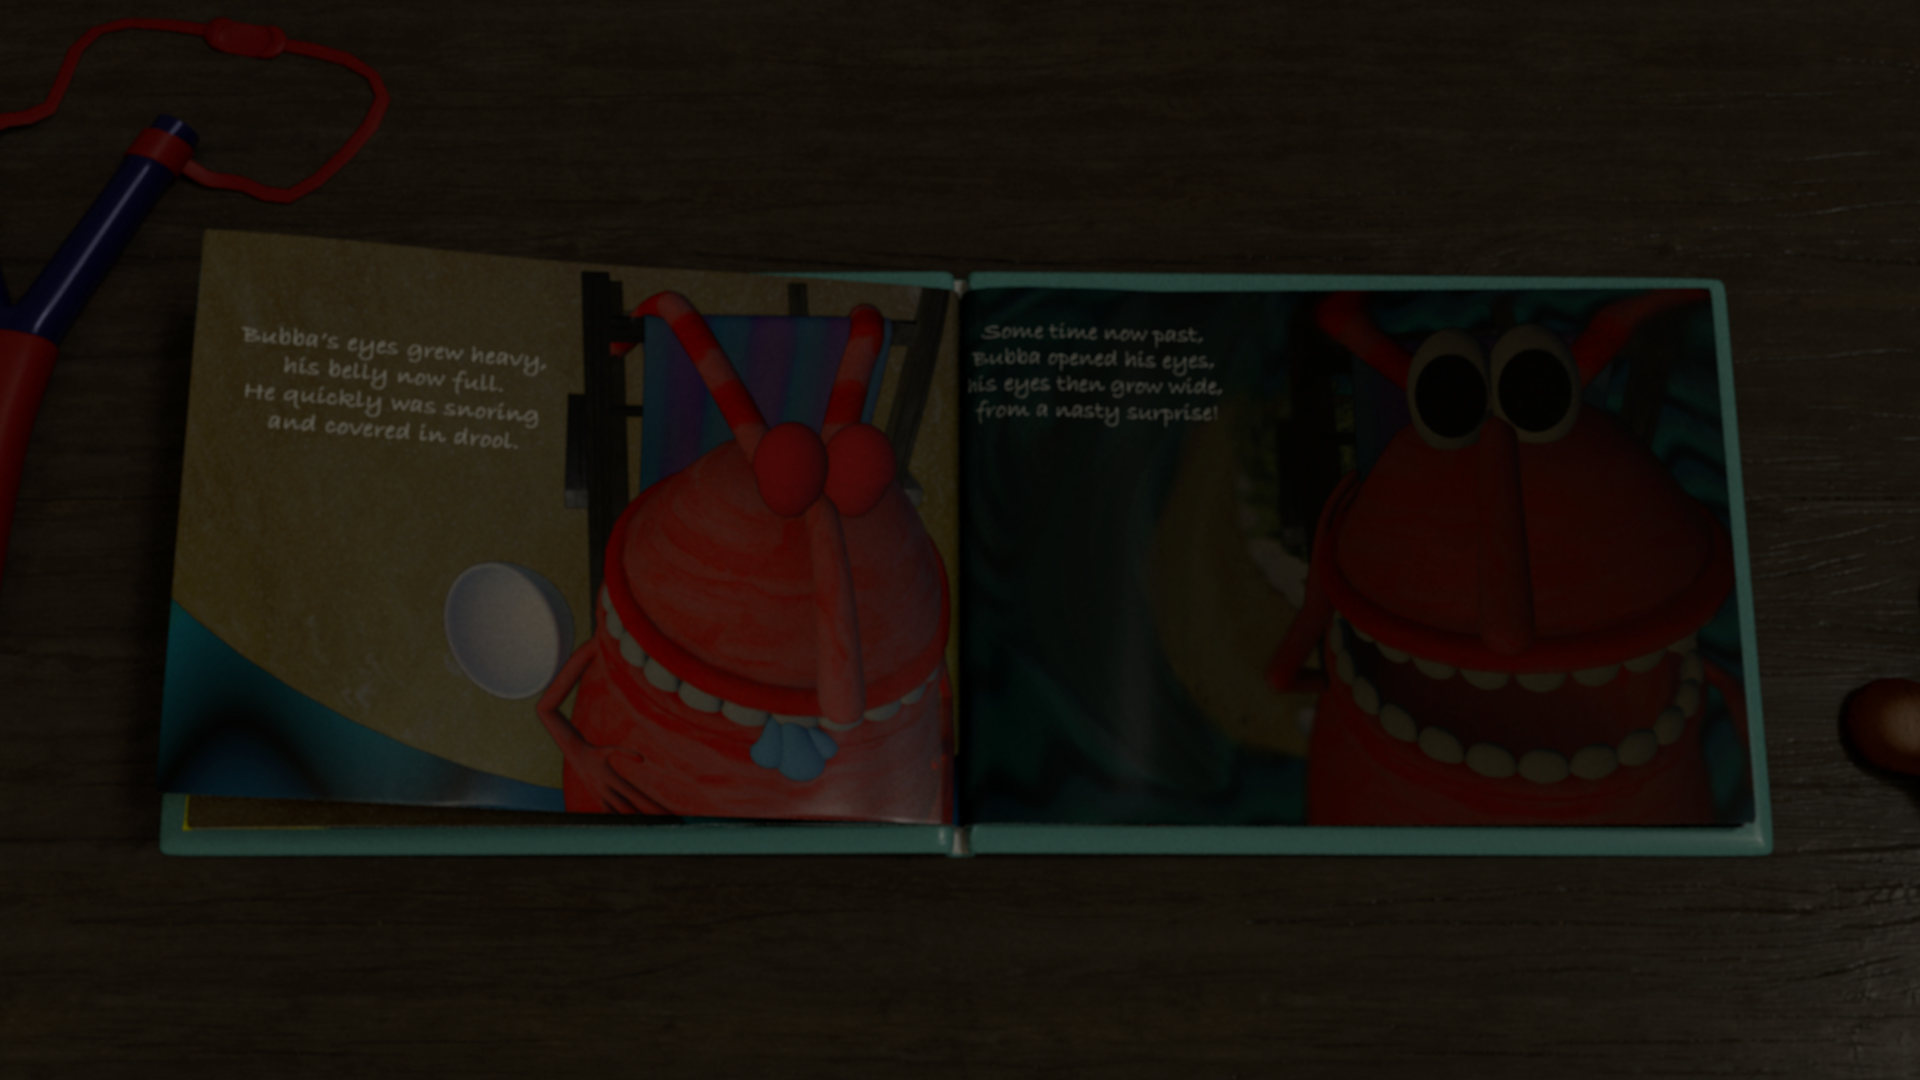 Bubba's eyes grew heavy,
his belly now full.
He quickly was snoring
and covered in drool.
Some time now past,
Bubba opened his eyes,
his eyes then grow wide,
from a nasty surprise!